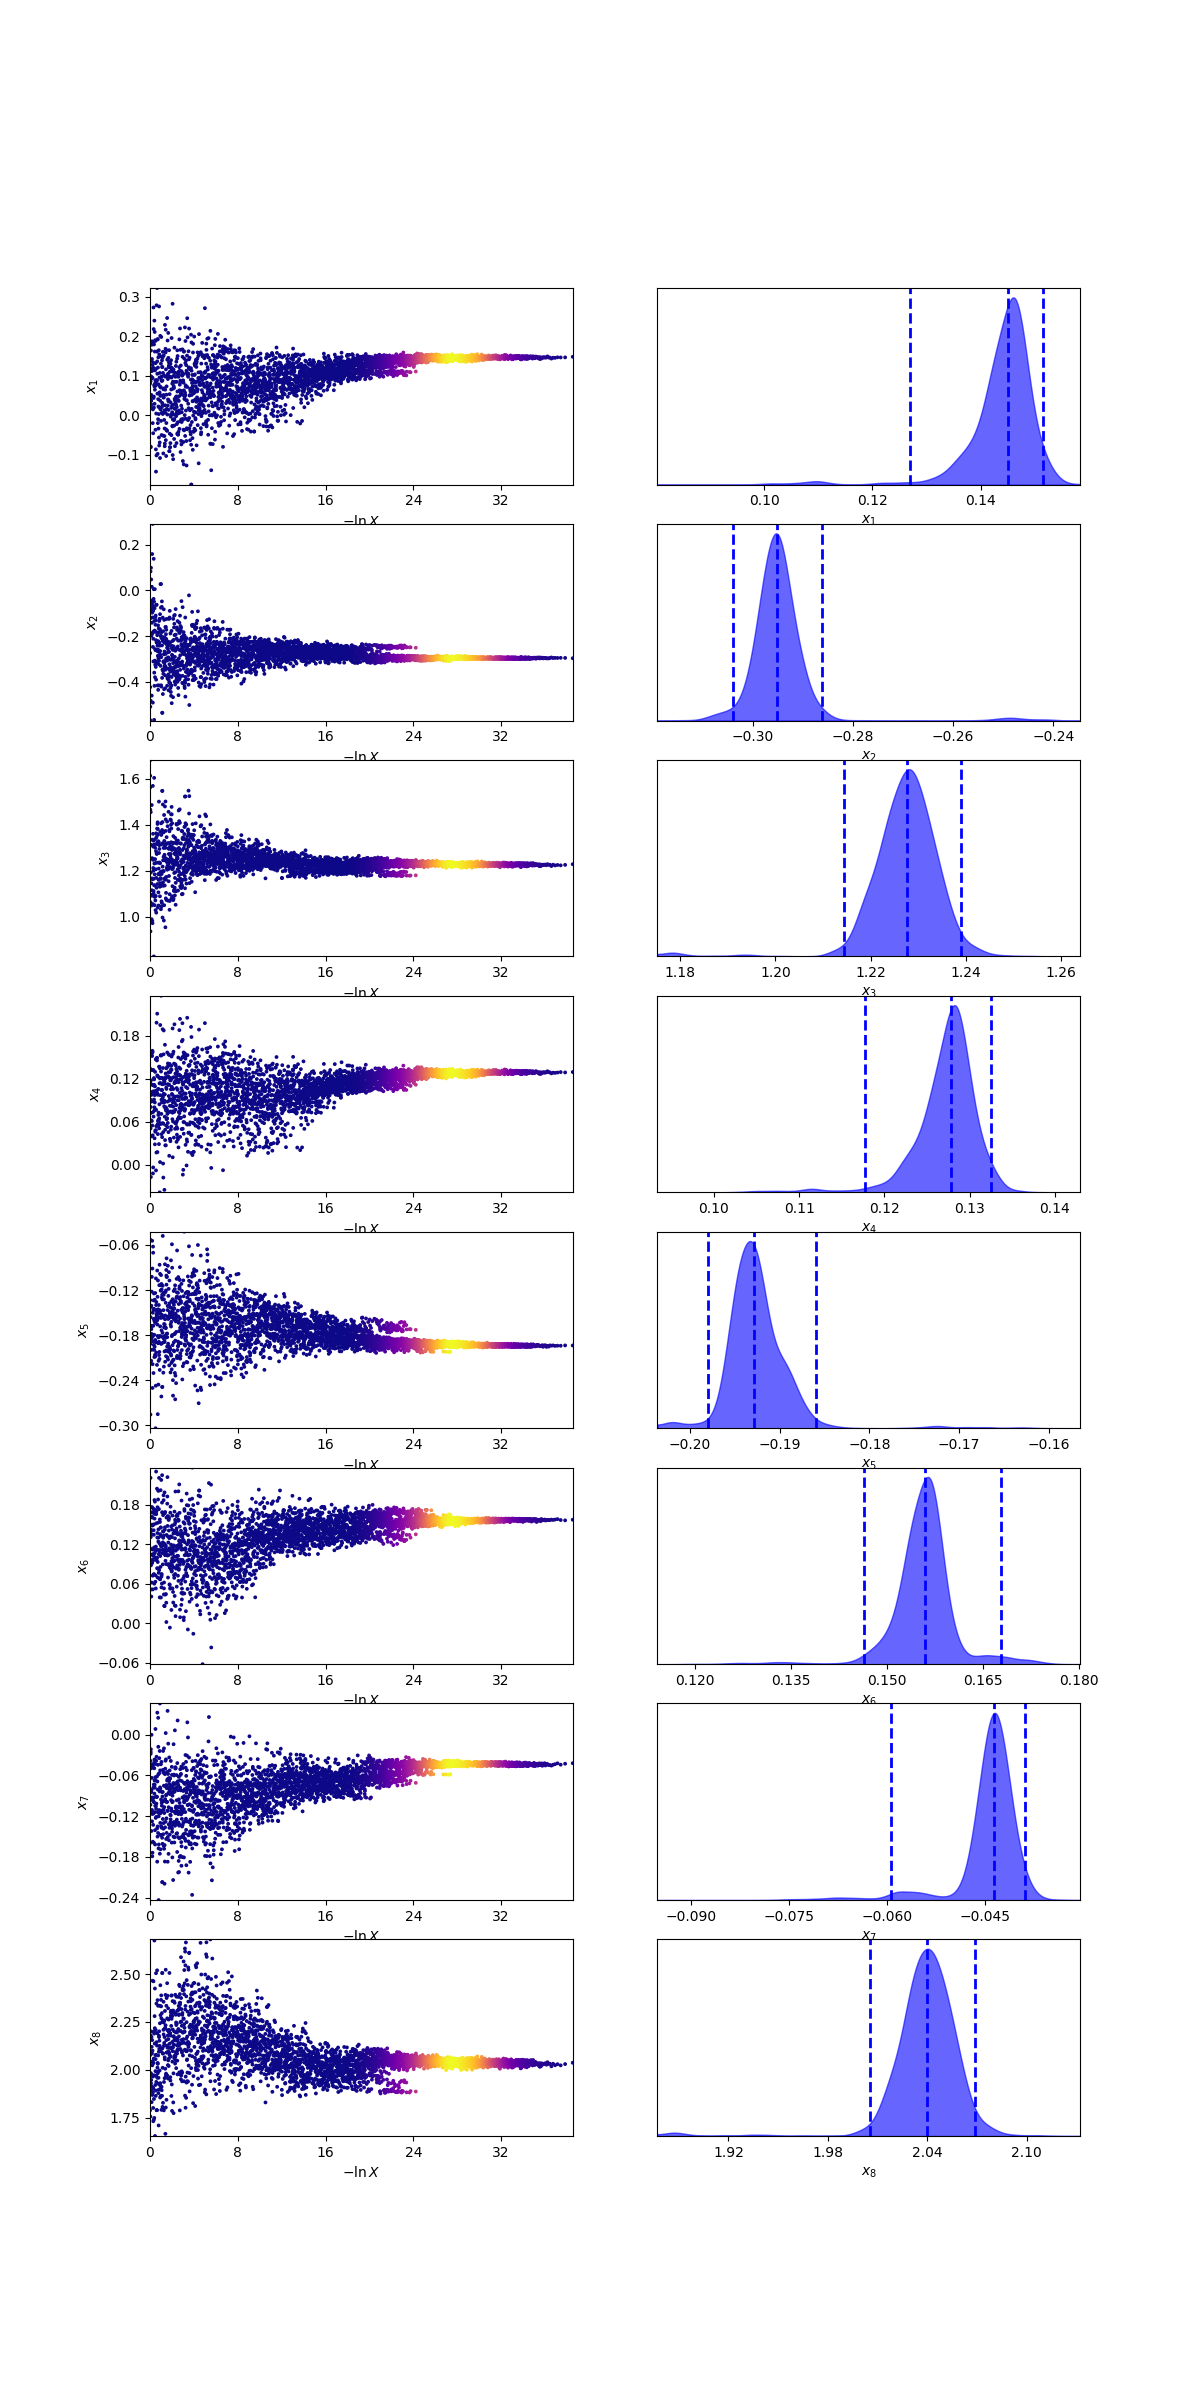 0.3
0.2
0.1
0.0
−0.1
x₁
0 8 16 24 32
−ln X
0.10 0.12 0.14
x₁
0.2
0.0
−0.2
−0.4
x₂
0 8 16 24 32
−ln X
−0.30 −0.28 −0.26 −0.24
x₂
1.6
1.4
1.2
1.0
x₃
0 8 16 24 32
−ln X
1.18 1.20 1.22 1.24 1.26
x₃
0.18
0.12
0.06
0.00
x₄
0 8 16 24 32
−ln X
0.10 0.11 0.12 0.13 0.14
x₄
−0.06
−0.12
−0.18
−0.24
−0.30
x₅
0 8 16 24 32
−ln X
−0.20 −0.19 −0.18 −0.17 −0.16
x₅
0.18
0.12
0.06
0.00
−0.06
x₆
0 8 16 24 32
−ln X
0.120 0.135 0.150 0.165 0.180
x₆
0.00
−0.06
−0.12
−0.18
−0.24
x₇
0 8 16 24 32
−ln X
−0.090 −0.075 −0.060 −0.045
x₇
2.50
2.25
2.00
1.75
x₈
0 8 16 24 32
−ln X
1.92 1.98 2.04 2.10
x₈